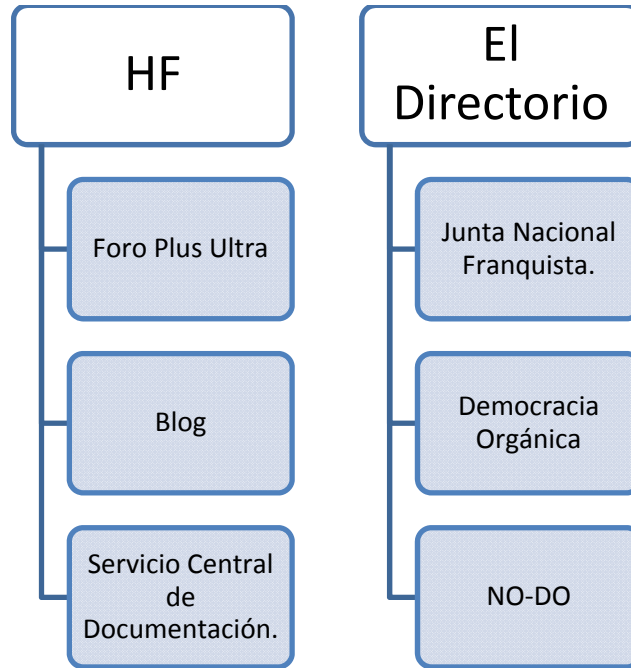 HF
Foro Plus Ultra
Blog
Servicio Central
de
Documentación.
El
Directorio
Junta Nacional
Franquista.
Democracia
Orgánica
NO-DO